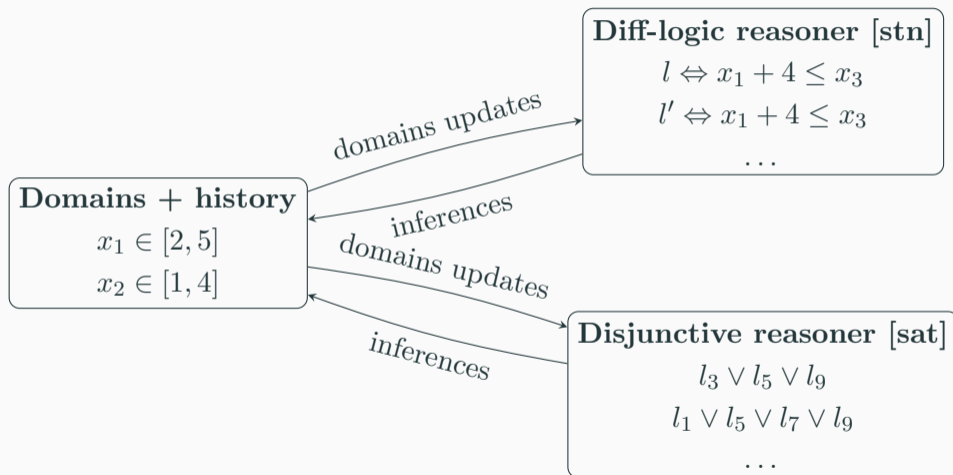 Diff-logic reasoner [stn]
l ⇔ x₁ + 4 ≤ x₃
l′ ⇔ x₁ + 4 ≤ x₃
...
domains updates
inferences
Domains + history
x₁ ∈ [2, 5]
x₂ ∈ [1, 4]
domains updates
inferences
Disjunctive reasoner [sat]
l₃ ∨ l₅ ∨ l₉
l₁ ∨ l₅ ∨ l₇ ∨ l₉
...